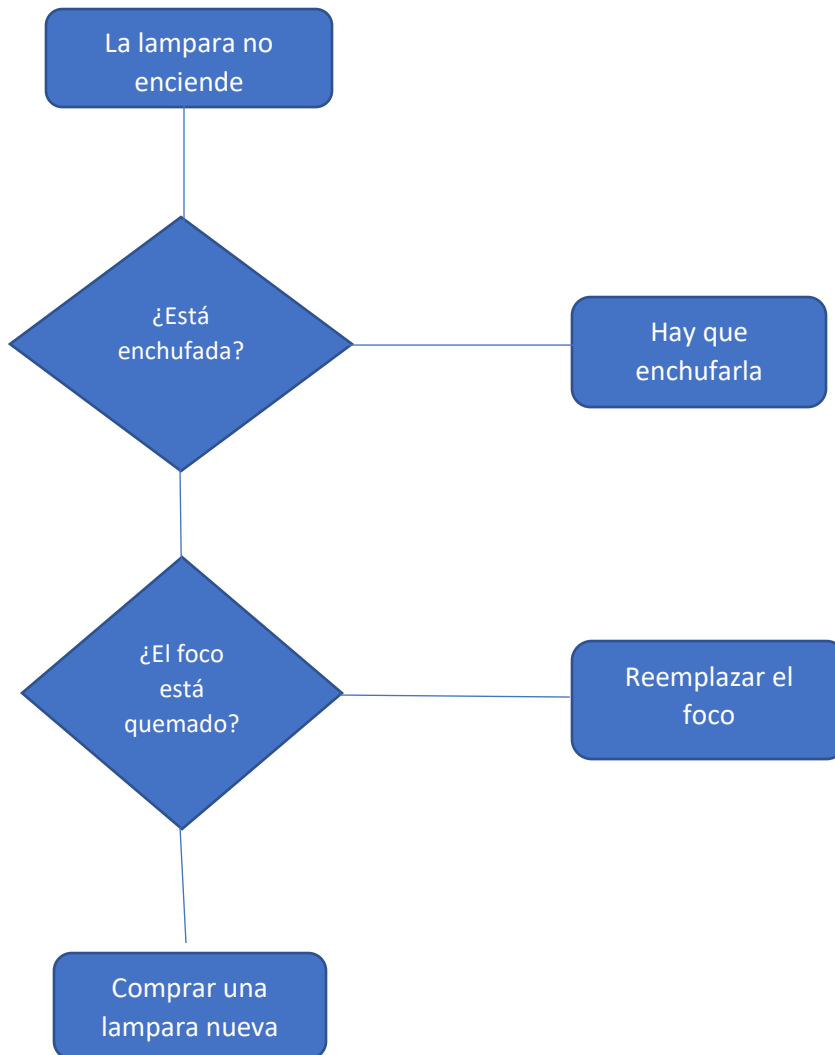 La lampara no
enciende
¿Está
enchufada?
Hay que
enchufarla
¿El foco
está
quemado?
Reemplazar el
foco
Comprar una
lampara nueva